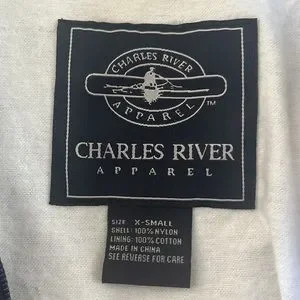 CHARLES RIVER
APPAREL
TM
CHARLES RIVER
APPAREL
SIZE: X-SMALL
SHELL: 100% NYLON
LINING: 100% COTTON
MADE IN CHINA
SEE REVERSE FOR CARE